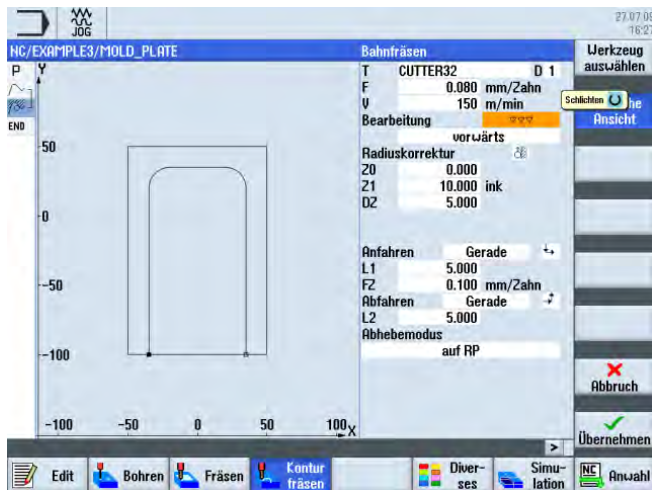 JOG
27.07.09
16:27
NC/EXAMPLE3/MOLD_PLATE
Bahnfräsen
Werkzeug
auswählen
P
Y
T CUTTER32 D 1
F 0.080 mm/Zahn
V 150 m/min
Schlichten
Ansicht
Bearbeitung ▽▽▽
vorwärts
END
Radiuskorrektur
Z0 0.000
Z1 10.000 ink
DZ 5.000
50
0
-50
-100
Anfahren Gerade
L1 5.000
FZ 0.100 mm/Zahn
Abfahren Gerade
L2 5.000
Abhebemodus
auf RP
Abbruch
-100 -50 0 50 100 X
Übernehmen
>
Edit
Bohren
Fräsen
Kontur
fräsen
Diver-
ses
Simu-
lation
NC
Anwahl